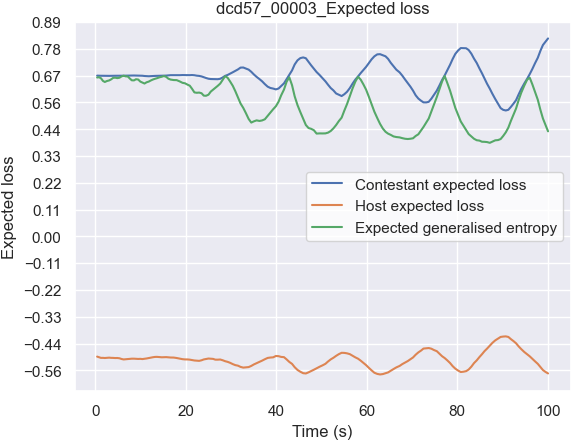 dcd57_00003_Expected loss
Expected loss
0.89
0.78
0.67
0.56
0.44
0.33
0.22
0.11
0.00
−0.11
−0.22
−0.33
−0.44
−0.56
Contestant expected loss
Host expected loss
Expected generalised entropy
0 20 40 60 80 100
Time (s)